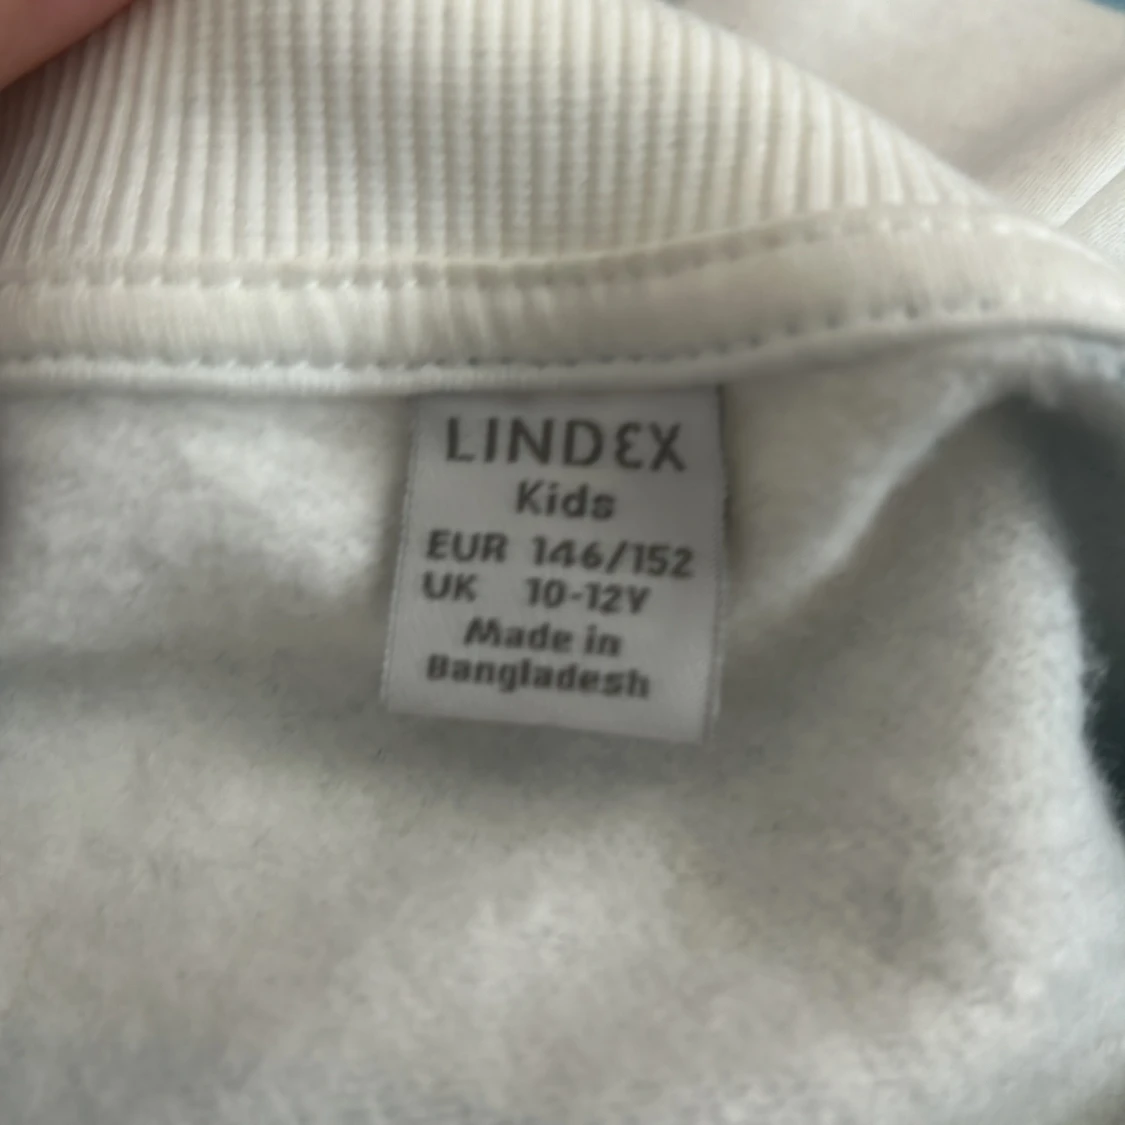 LINDEX
Kids
EUR 146/152
UK 10-12Y
Made in
Bangladesh